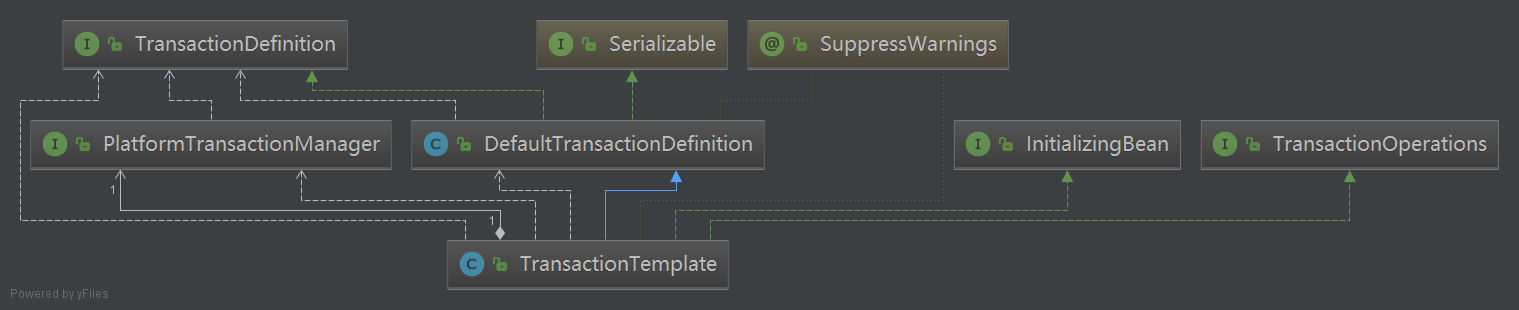 I TransactionDefinition
I Serializable
@ SuppressWarnings
I PlatformTransactionManager
C DefaultTransactionDefinition
I InitializingBean
I TransactionOperations
1
1
C TransactionTemplate
Powered by yFiles